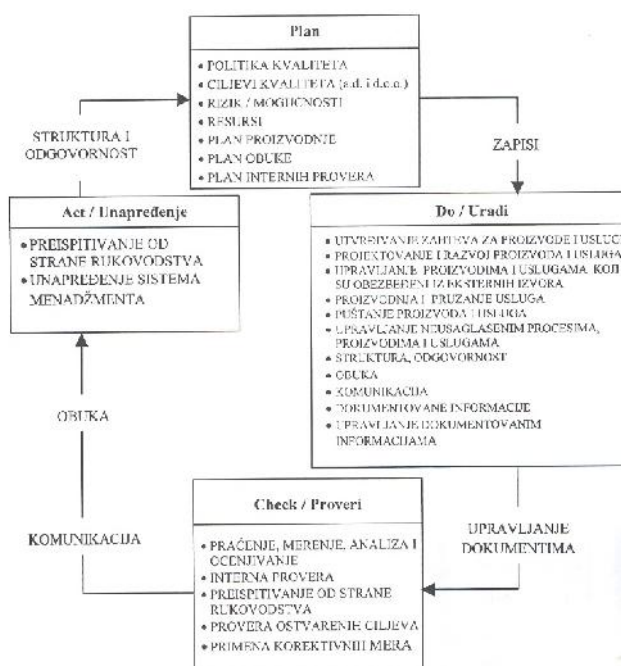 Plan
• POLITIKA KVALITETA
• CILJEVI KVALITETA (a.d. i d.o.o.)
• RIZIK / MOGUCNOSTI
• RESURSI
• PLAN PROIZVODNJE
• PLAN OBUKE
• PLAN INTERNIH PROVERA
STRUKTURA I
ODGOVORNOST
ZAPISI
Act / Unapređenje
• PREISPITIVANJE OD
STRANE RUKOVODSTVA
• UNAPREĐENJE SISTEMA
MENADŽMENTA
Do / Uradi
• UTVRĐIVANJE ZAHTEVA ZA PROIZVODE I USLUGE
• PROJEKTOVANJE I RAZVOJ PROIZVODA I USLUGA
• UPRAVLJANJE PROIZVODIMA I USLUGAMA KOJI
SU OBEZBEĐENI IZ EKSTERNIH IZVORA
• PROIZVODNJA I PRUZANJE USLUGA
• PUŠTANJE PROIZVODA I USLUGA
• UPRAVLJANJE NEUSAGLAŠENIM PROCESIMA,
PROIZVODIMA I USLUGAMA
• STRUKTURA, ODGOVORNOST
• OBUKA
• KOMUNIKACIJA
• DOKUMENTOVANE INFORMACIJE
• UPRAVLJANJE DOKUMENTOVANIM
INFORMACIJAMA
OBUKA
KOMUNIKACIJA
Check / Proveri
• PRAĆENJE, MERENJE, ANALIZA I
OCENJIVANJE
• INTERNA PROVERA
• PREISPITIVANJE OD STRANE
RUKOVODSTVA
• PROVERA OSTVARENIH CILJEVA
• PRIMENA KOREKTIVNIH MERA
UPRAVLJANJE
DOKUMENTIMA